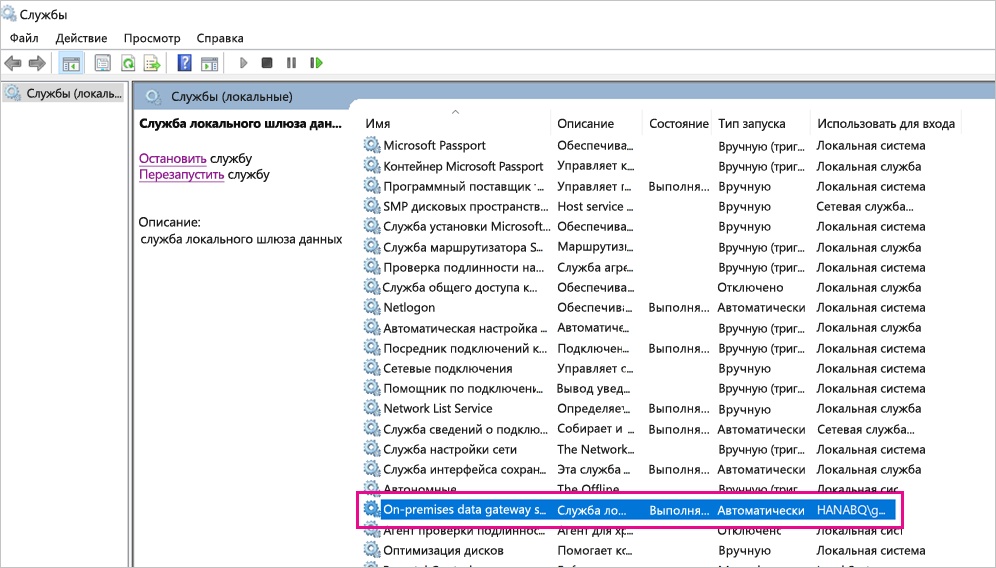 Службы
Файл Действие Просмотр Справка
Службы (локаль...
Службы (локальные)
Служба локального шлюза дан...
Остановить службу
Перезапустить службу
Описание:
служба локального шлюза данных
Имя Описание Состояние Тип запуска Использовать для входа
Microsoft Passport Обеспечива... Вручную (триг... Локальная система
Контейнер Microsoft Passport Управляет к... Вручную (триг... Локальная служба
Программный поставщик т... Управляет г... Выполня... Вручную Локальная система
SMP дисковых пространств... Host service ... Вручную Сетевая служба...
Служба установки Microsoft... Обеспечива... Вручную Локальная система
Служба маршрутизатора S... Маршрутиз... Вручную (триг... Локальная служба
Проверка подлинности на... Служба агре... Вручную (триг... Локальная система
Служба общего доступа к... Обеспечива... Отключено Локальная служба
Netlogon Обеспечив... Выполня... Автоматически Локальная система
Автоматическая настройка ... Автоматиче... Вручную (триг... Локальная служба
Посредник подключений к... Подключен... Выполня... Вручную (триг... Локальная система
Сетевые подключения Управляет с... Вручную Локальная система
Помощник по подключени... Вывод увед... Вручную (триг... Локальная система
Network List Service Определяет... Выполня... Вручную Локальная служба
Служба сведений о подклю... Собирает и ... Выполня... Автоматически Сетевая служба...
Служба настройки сети The Network... Вручную (триг... Локальная система
Служба интерфейса сохран... Эта служба ... Выполня... Автоматически Локальная служба
Автономные The Offline Вручную (триг... Локальная сис
On-premises data gateway s... Служба ло... Выполня... Автоматически HANABQ\g...
Агент проверки подлиннос... Агент для хр... Отключено Локальная сист
Оптимизация дисков Помогает ко... Вручную Локальная система